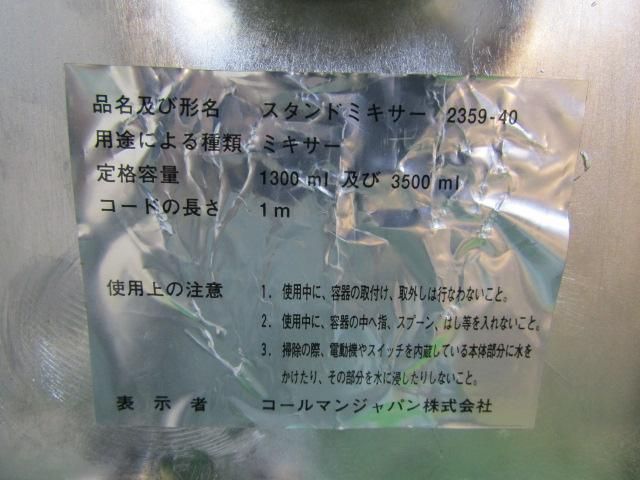 品名及び形名 スタンドミキサー 2359-40
用途による種類 ミキサー
定格容量 1300 ml 及び 3500 ml
コードの長さ 1m
使用上の注意 1. 使用中に、容器の取付け、取外しは行なわないこと。
2. 使用中に、容器の中へ指、スプーン、はし等を入れないこと。
3. 掃除の際、電動機やスイッチを内蔵している本体部分に水を
かけたり、その部分を水に浸したりしないこと。
表示者 コールマンジャパン株式会社